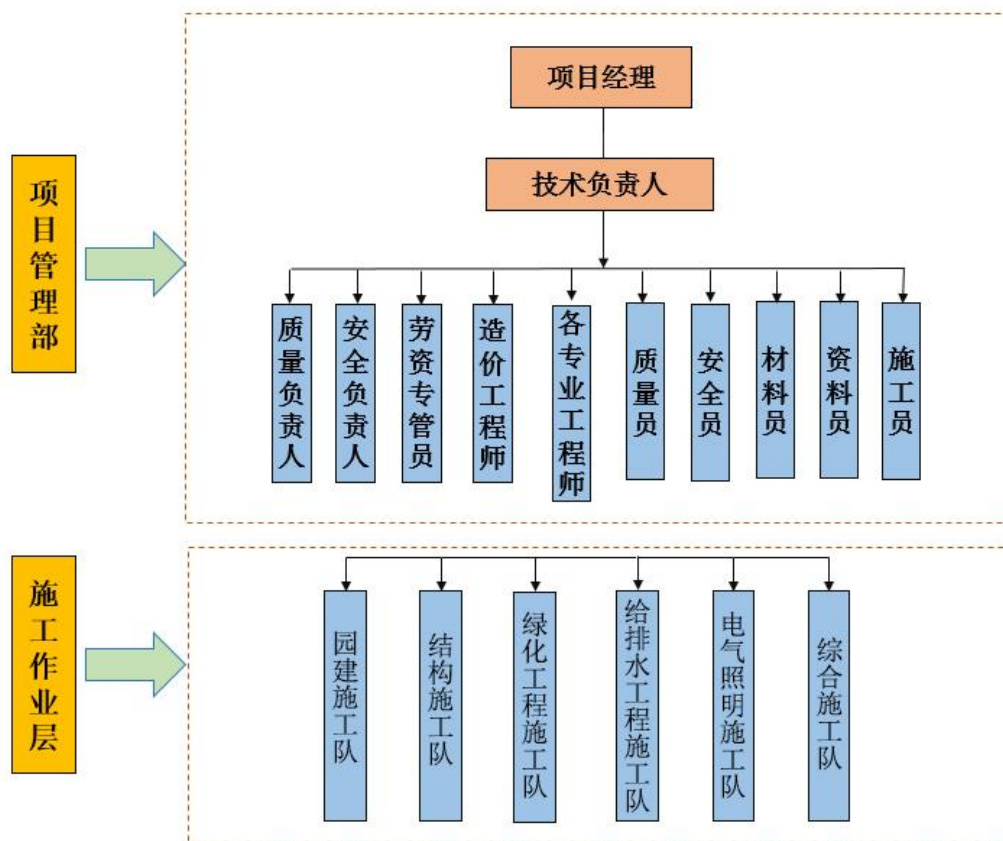 项目经理
技术负责人
项目管理部
质量负责人
安全负责人
劳资专管员
造价工程师
各专业工程师
质量员
安全员
材料员
资料员
施工员
施工作业层
园建施工队
结构施工队
绿化工程施工队
给排水工程施工队
电气照明施工队
综合施工队